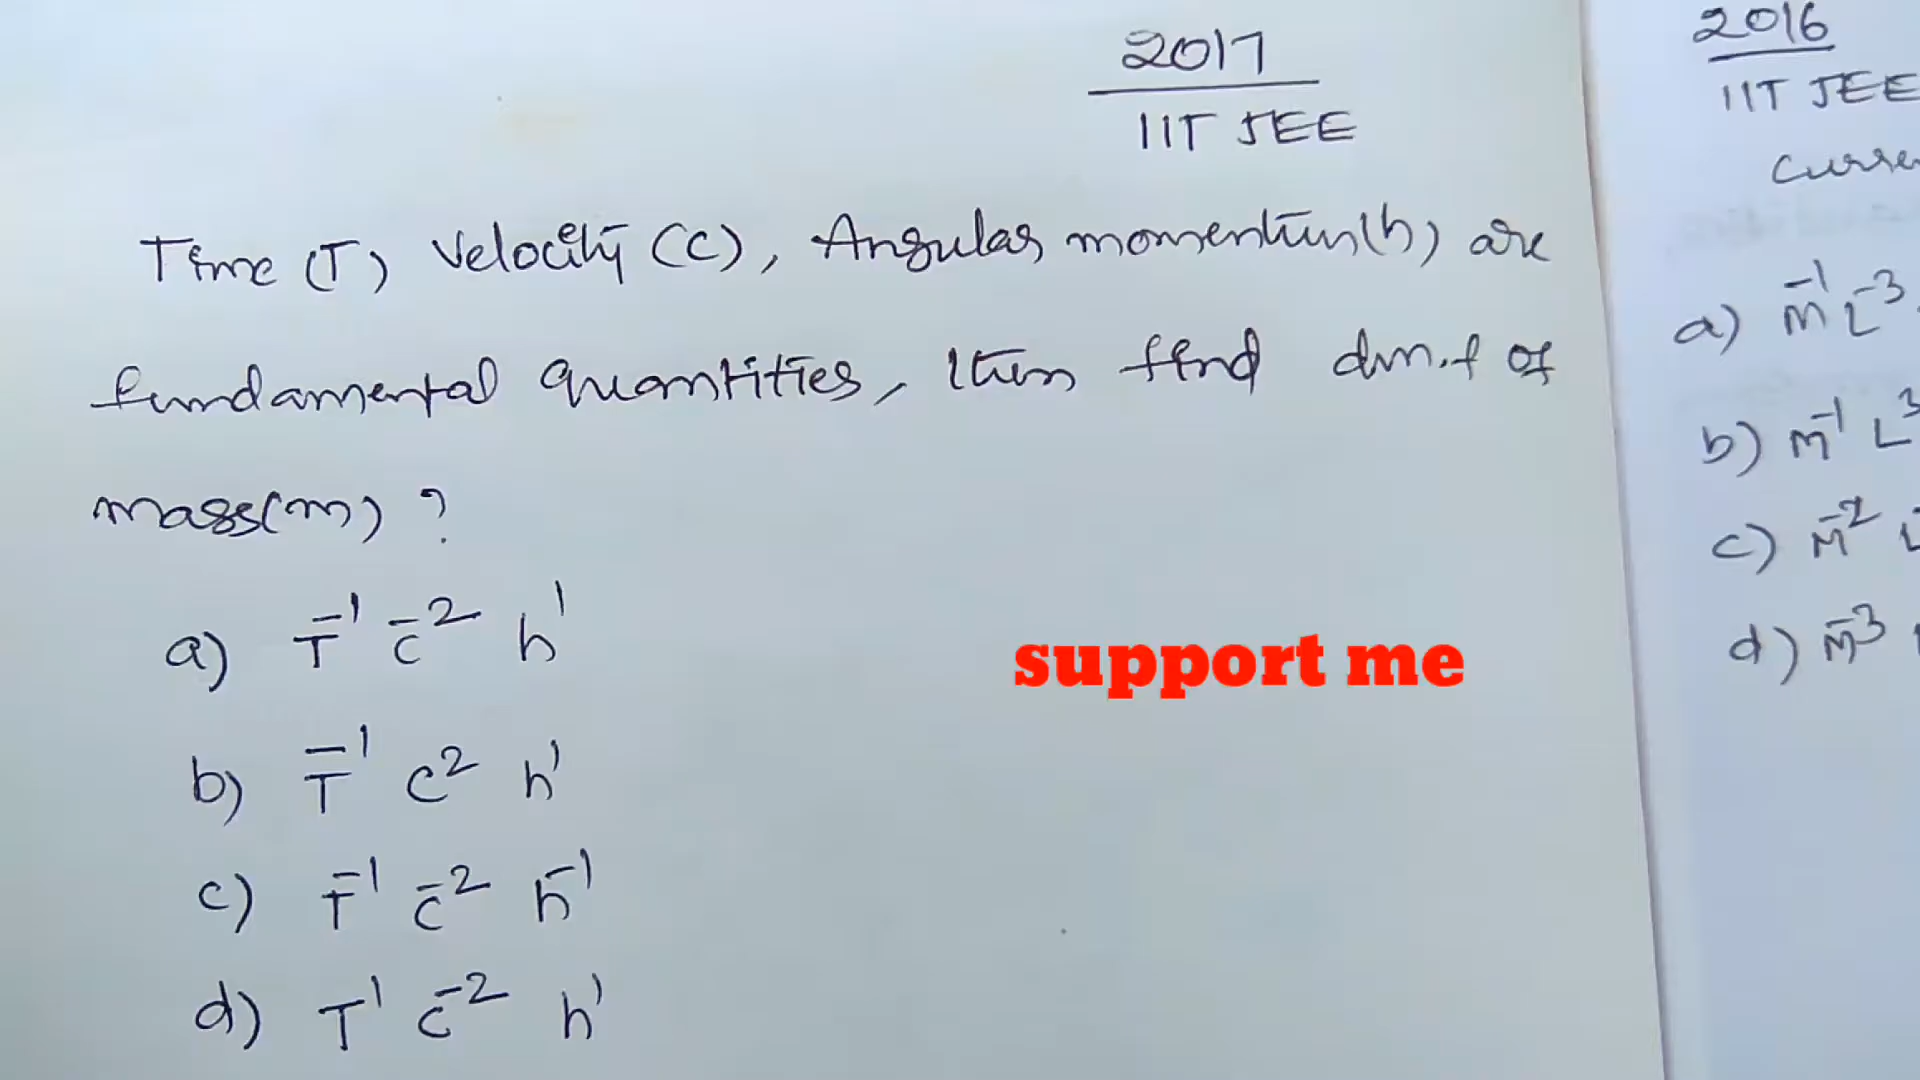 2017
IIT JEE
Time (T) Velocity (C), Angular momentum(h) are
fundamental quantities, then find dm.f of
mass(m) ?
a) T⁻¹ C⁻² h¹
b) T⁻¹ C² h¹
c) T⁻¹ C⁻² h⁻¹
d) T¹ C⁻² h¹
support me
2016
IIT JEE
a) M⁻¹ L⁻³
b) M⁻¹ L³
c) M⁻² L
d) M⁻³